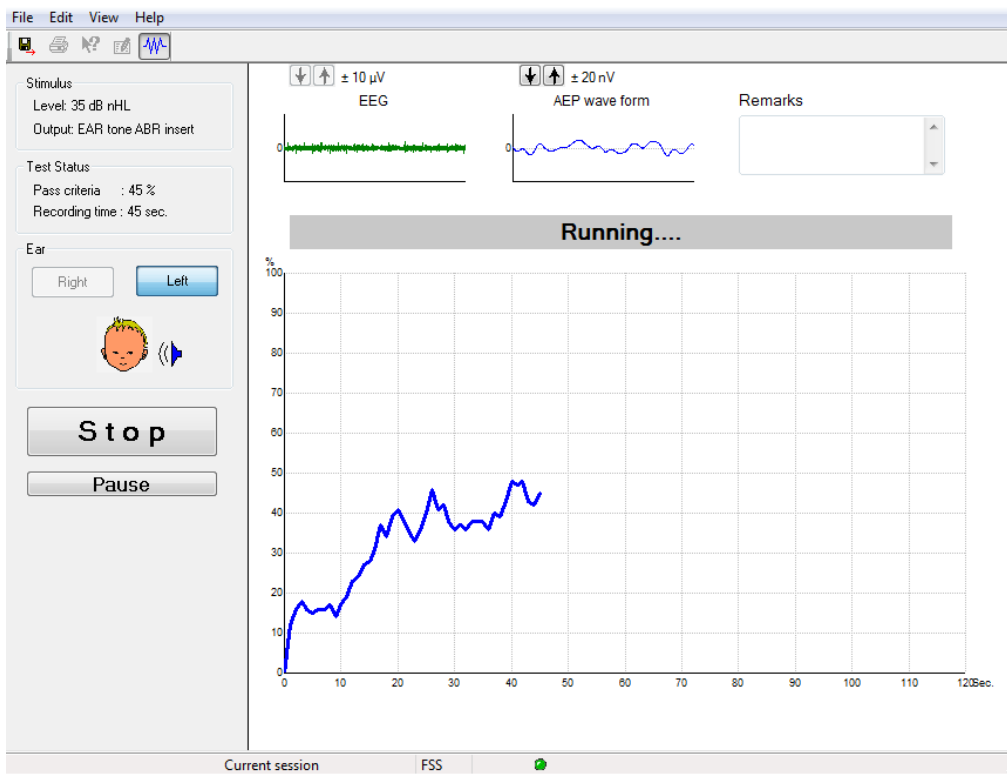 File Edit View Help
Stimulus
Level: 35 dB nHL
Output: EAR tone ABR insert
Test Status
Pass criteria : 45 %
Recording time : 45 sec.
Ear
Right Left
Stop
Pause
± 10 µV
EEG
0
± 20 nV
AEP wave form
0
Remarks
Running....
%
100
90
80
70
60
50
40
30
20
10
0
0 10 20 30 40 50 60 70 80 90 100 110 120 Sec.
Current session FSS